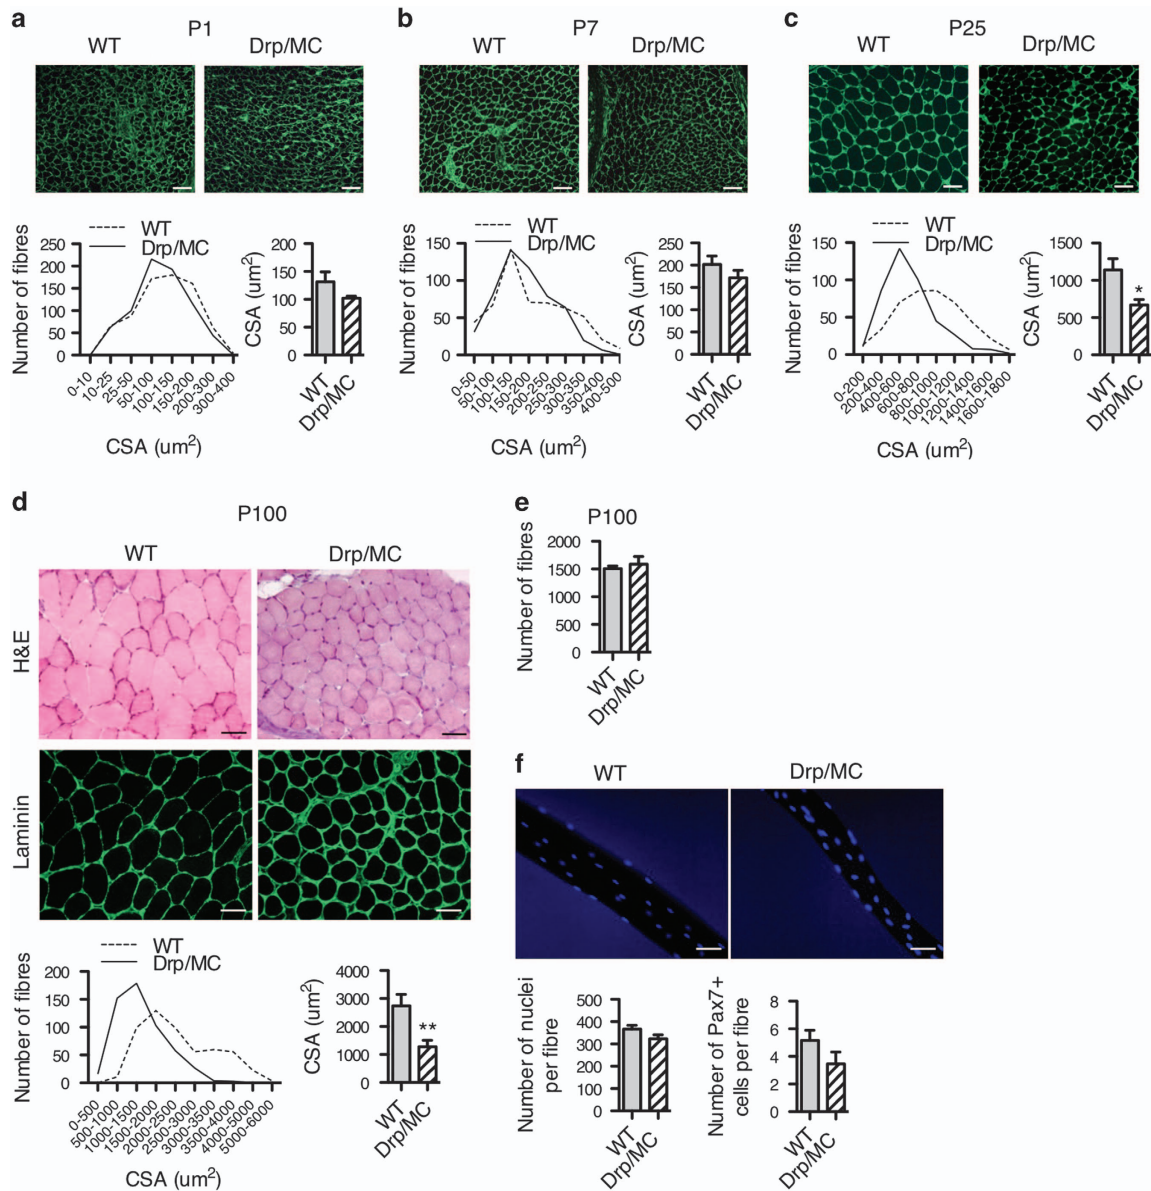 a
P1
WT
Drp/MC
WT
Drp/MC
Number of fibres
250
200
150
100
50
0
0-10
10-25
25-50
50-100
100-150
150-200
200-300
300-400
CSA (um²)
CSA (um²)
200
150
100
50
0
WT
Drp/MC
b
P7
WT
Drp/MC
WT
Drp/MC
Number of fibres
150
100
50
0
0-50
50-100
100-150
150-200
200-250
250-300
300-350
350-400
400-500
CSA (um²)
CSA (um²)
250
200
150
100
50
0
WT
Drp/MC
c
P25
WT
Drp/MC
WT
Drp/MC
Number of fibres
150
100
50
0
0-200
200-400
400-600
600-800
800-1000
1000-1200
1200-1400
1400-1600
1600-1800
CSA (um²)
CSA (um²)
1500
1000
500
0
*
WT
Drp/MC
d
P100
WT
Drp/MC
H&E
Laminin
WT
Drp/MC
Number of fibres
200
150
100
50
0
0-500
500-1000
1000-1500
1500-2000
2000-2500
2500-3000
3000-3500
3500-4000
4000-5000
5000-6000
CSA (um²)
CSA (um²)
4000
3000
2000
1000
0
**
WT
Drp/MC
e
P100
Number of fibres
2000
1500
1000
500
0
WT
Drp/MC
f
WT
Drp/MC
Number of nuclei
per fibre
500
400
300
200
100
0
WT
Drp/MC
Number of Pax7+
cells per fibre
8
6
4
2
0
WT
Drp/MC